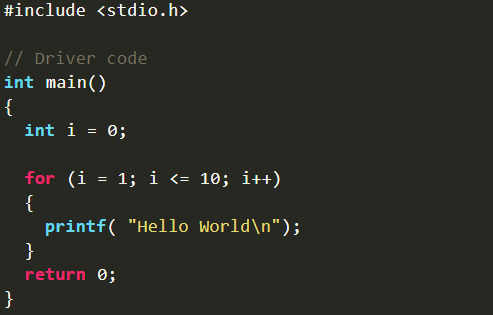 #include <stdio.h>

// Driver code
int main()
{
  int i = 0;

  for (i = 1; i <= 10; i++)
  {
    printf( "Hello World\n");
  }
  return 0;
}